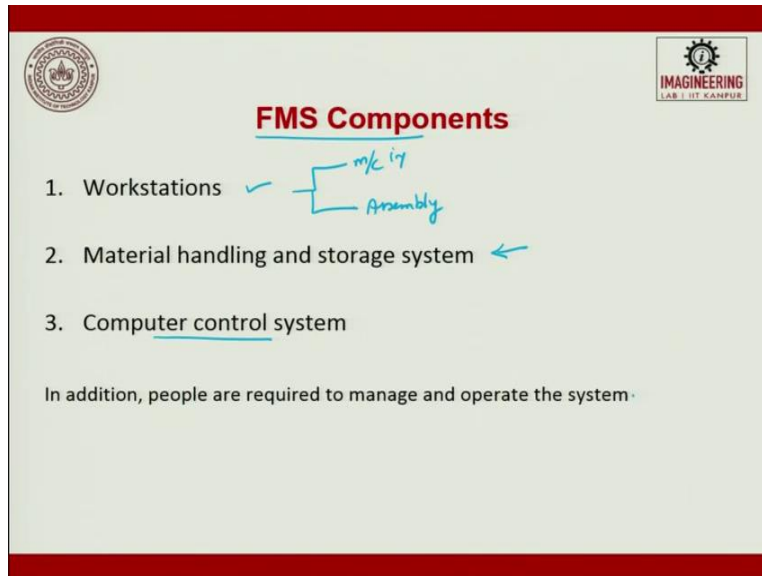 IMAGINEERING
LAB | IIT KANPUR
FMS Components
m/c ing
1. Workstations
Assembly
2. Material handling and storage system
3. Computer control system
In addition, people are required to manage and operate the system